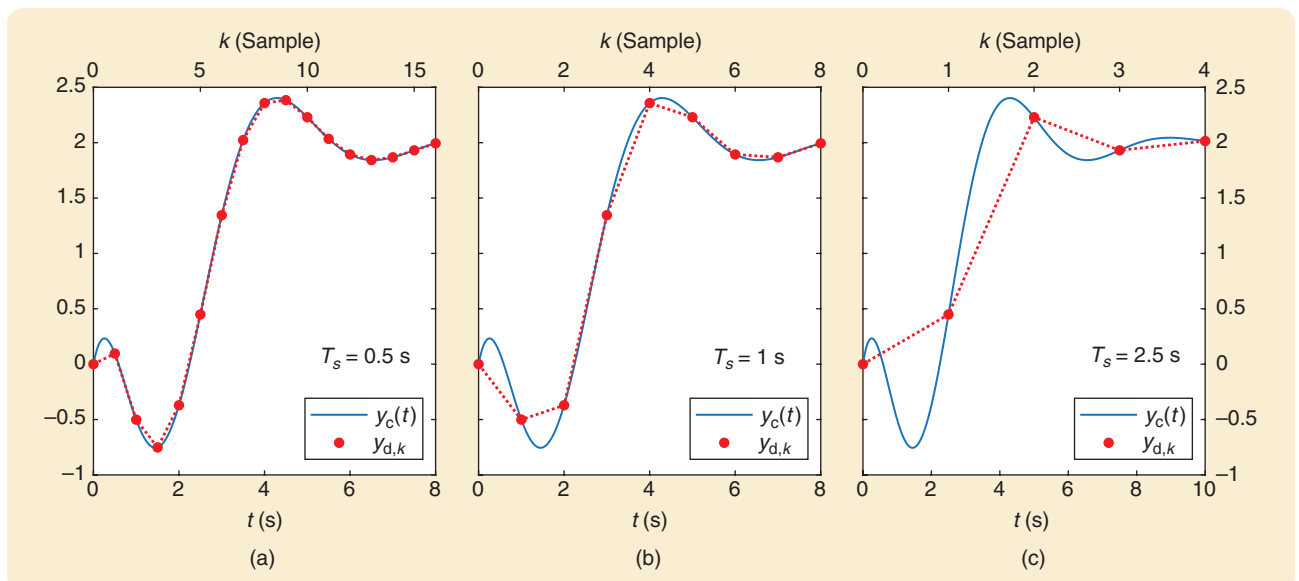 k (Sample) k (Sample) k (Sample)
0 5 10 15 16 0 2 4 6 8 0 1 2 3 4
2.5 2.5
2 2
1.5 1.5
1 1
0.5 0.5
0 0
−0.5 −0.5
−1 −1
T_s = 0.5 s T_s = 1 s T_s = 2.5 s
y_c(t) y_c(t) y_c(t)
y_d,k y_d,k y_d,k
0 2 4 6 8 0 2 4 6 8 0 2 4 6 8 10
t (s) t (s) t (s)
(a) (b) (c)